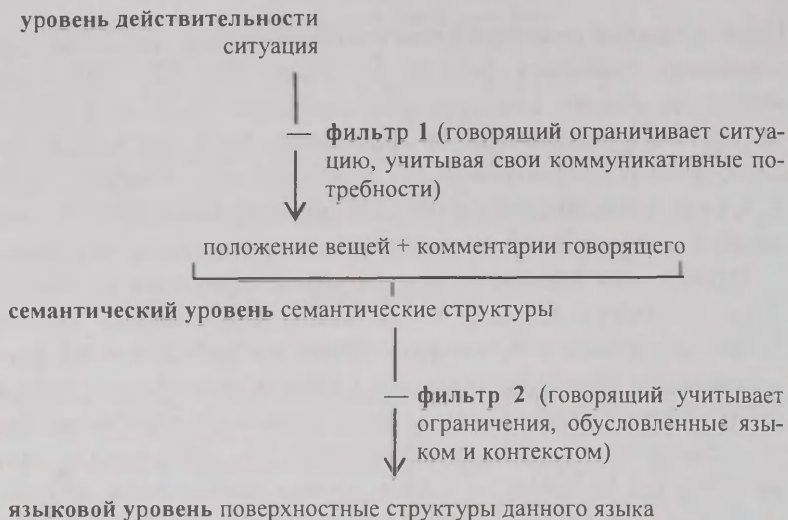 уровень действительности
ситуация
фильтр 1 (говорящий ограничивает ситуа-
цию, учитывая свои коммуникативные по-
требности)
положение вещей + комментарии говорящего
семантический уровень семантические структуры
фильтр 2 (говорящий учитывает
ограничения, обусловленные язы-
ком и контекстом)
языковой уровень поверхностные структуры данного языка